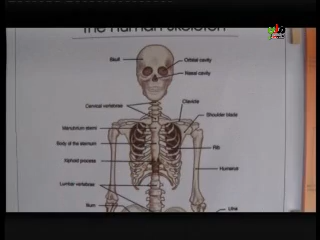 The human skeleton
Skull
Orbital cavity
Nasal cavity
Cervical vertebrae
Clavicle
Shoulder blade
Manubrium sterni
Body of the sternum
Rib
Xiphoid process
Humerus
Lumbar vertebrae
Ilium
Ulna